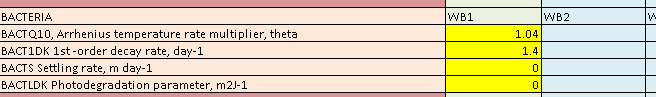 BACTERIA WB1 WB2
BACTQ10, Arrhenius temperature rate multiplier, theta 1.04
BACT1DK 1st-order decay rate, day-1 1.4
BACTS Settling rate, m day-1 0
BACTLDK Photodegradation parameter, m2J-1 0